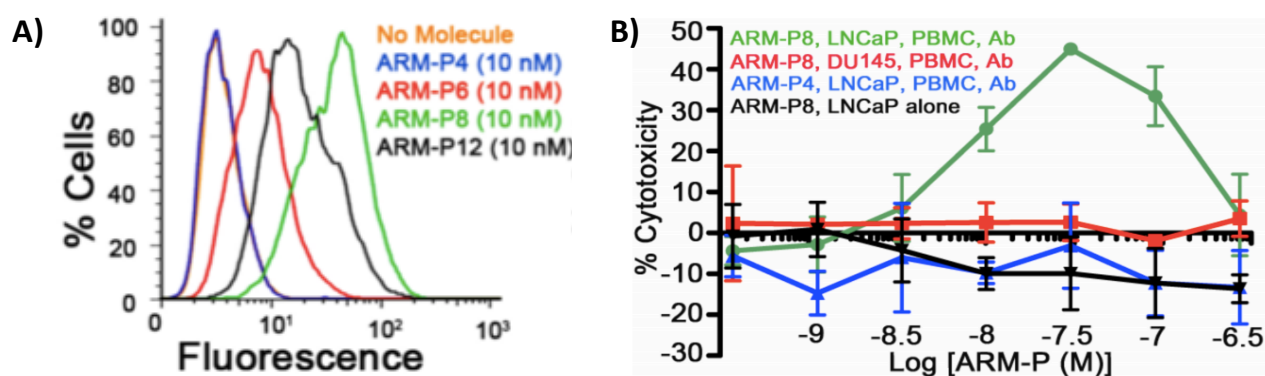 A)
% Cells
100
80
60
40
20
0
No Molecule
ARM-P4 (10 nM)
ARM-P6 (10 nM)
ARM-P8 (10 nM)
ARM-P12 (10 nM)
0
10¹
10²
10³
Fluorescence
B)
% Cytotoxicity
50
40
30
20
10
0
-10
-20
-30
ARM-P8, LNCaP, PBMC, Ab
ARM-P8, DU145, PBMC, Ab
ARM-P4, LNCaP, PBMC, Ab
ARM-P8, LNCaP alone
-9
-8.5
-8
-7.5
-7
-6.5
Log [ARM-P (M)]